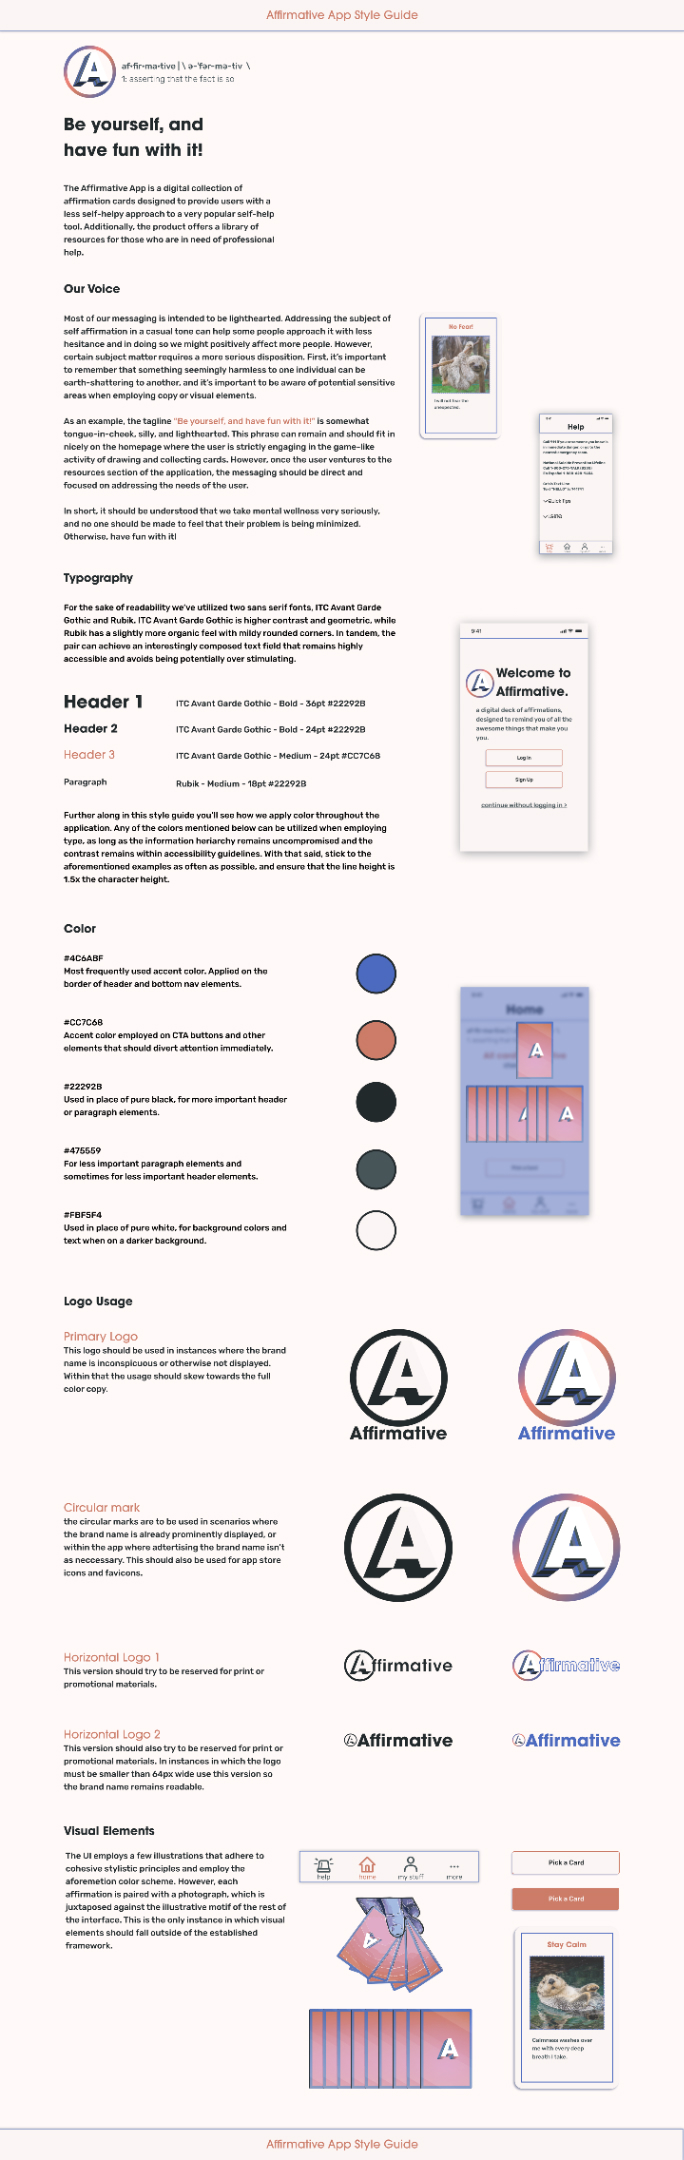 Affirmative App Style Guide
af·fir·ma·tive | \ ə-ˈfər-mə-tiv \
1: asserting that the fact is so
Be yourself, and
have fun with it!
The Affirmative App is a digital collection of
affirmation cards designed to provide users with a
less self-helpy approach to a very popular self-help
tool. Additionally, the product offers a library of
resources for those who are in need of professional
help.
Our Voice
Most of our messaging is intended to be lighthearted. Addressing the subject of
self affirmation in a casual tone can help some people approach it with less
hesitance and in doing so we might positively affect more people. However,
certain subject matter requires a more serious disposition. First, it's important
to remember that something seemingly harmless to one individual can be
earth-shattering to another, and it's important to be aware of potential sensitive
areas when employing copy or visual elements.
As an example, the tagline "Be yourself, and have fun with it!" is somewhat
tongue-in-cheek, silly, and lighthearted. This phrase can remain and should fit in
nicely on the homepage where the user is strictly engaging in the game-like
activity of drawing and collecting cards. However, once the user ventures to the
resources section of the application, the messaging should be direct and
focused on addressing the needs of the user.
In short, it should be understood that we take mental wellness very seriously,
and no one should be made to feel that their problem is being minimized.
Otherwise, have fun with it!
No Fear!
I will not fear the
unexpected.
Help
Quick Tips
Typography
For the sake of readability we've utilized two sans serif fonts, ITC Avant Garde
Gothic and Rubik. ITC Avant Garde Gothic is higher contrast and geometric, while
Rubik has a slightly more organic feel with mildy rounded corners. In tandem, the
pair can achieve an interestingly composed text field that remains highly
accessible and avoids being potentially over stimulating.
Header 1
ITC Avant Garde Gothic - Bold - 36pt #22292B
Header 2
ITC Avant Garde Gothic - Bold - 24pt #22292B
Header 3
ITC Avant Garde Gothic - Medium - 24pt #CC7C68
Paragraph
Rubik - Medium - 18pt #22292B
Further along in this style guide you'll see how we apply color throughout the
application. Any of the colors mentioned below can be utilized when employing
type, as long as the information heriarchy remains uncompromised and the
contrast remains within accessibility guidelines. With that said, stick to the
aforementioned examples as often as possible, and ensure that the line height is
1.5x the character height.
9:41
Welcome to
Affirmative.
a digital deck of affirmations,
designed to remind you of all the
awesome things that make you
you.
Log In
Sign Up
continue without logging in >
Color
#4C6ABF
Most frequently used accent color. Applied on the
border of header and bottom nav elements.
#CC7C68
Accent color employed on CTA buttons and other
elements that should divert attention immediately.
#22292B
Used in place of pure black, for more important header
or paragraph elements.
#475559
For less important paragraph elements and
sometimes for less important header elements.
#FBF5F4
Used in place of pure white, for background colors and
text when on a darker background.
Home
A
A
Logo Usage
Primary Logo
This logo should be used in instances where the brand
name is inconspicuous or otherwise not displayed.
Within that the usage should skew towards the full
color copy.
Affirmative
Affirmative
Circular mark
the circular marks are to be used in scenarios where
the brand name is already prominently displayed, or
within the app where adtertising the brand name isn't
as neccessary. This should also be used for app store
icons and favicons.
Horizontal Logo 1
This version should try to be reserved for print or
promotional materials.
Affirmative
Affirmative
Horizontal Logo 2
This version should also try to be reserved for print or
promotional materials. In instances in which the logo
must be smaller than 64px wide use this version so
the brand name remains readable.
Affirmative
Affirmative
Visual Elements
The UI employs a few illustrations that adhere to
cohesive stylistic principles and employ the
aforemetion color scheme. However, each
affirmation is paired with a photograph, which is
juxtaposed against the illustrative motif of the rest of
the interface. This is the only instance in which visual
elements should fall outside of the established
framework.
help home my stuff more
Pick a Card
Pick a Card
A
A
Stay Calm
Calmness washes over
me with every deep
breath I take.
Affirmative App Style Guide